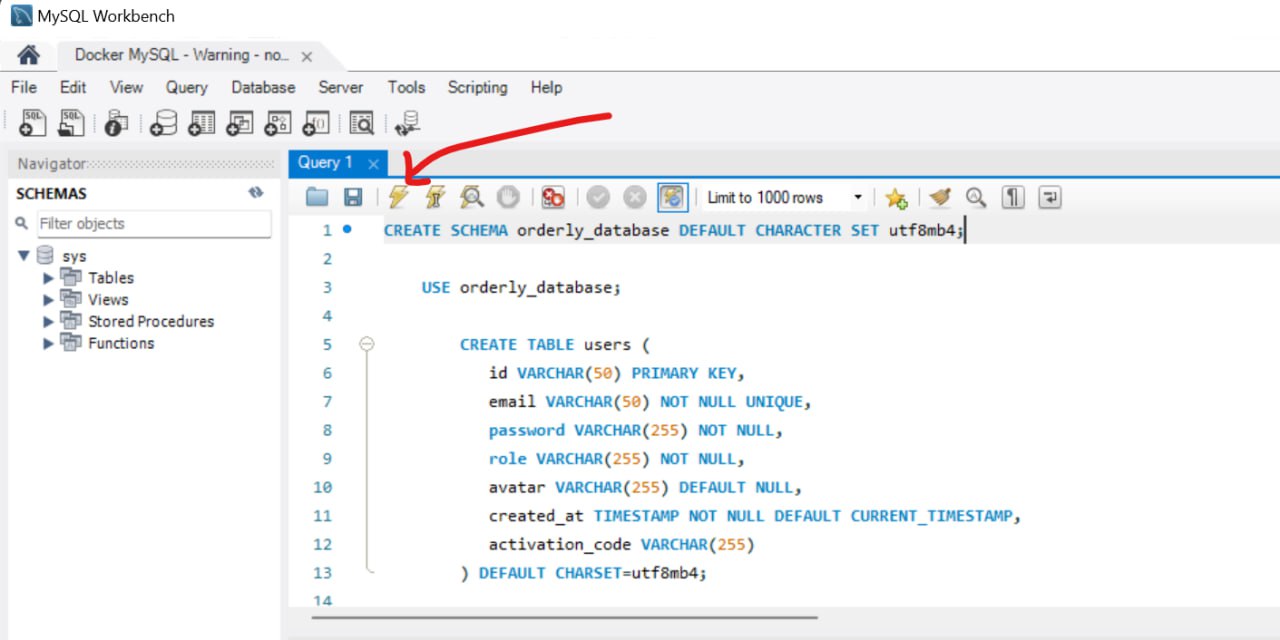 MySQL Workbench
Docker MySQL - Warning - no...
File Edit View Query Database Server Tools Scripting Help
Navigator
Query 1
SCHEMAS
Limit to 1000 rows
Filter objects
sys
Tables
Views
Stored Procedures
Functions
1 CREATE SCHEMA orderly_database DEFAULT CHARACTER SET utf8mb4;
2
3 USE orderly_database;
4
5 CREATE TABLE users (
6 id VARCHAR(50) PRIMARY KEY,
7 email VARCHAR(50) NOT NULL UNIQUE,
8 password VARCHAR(255) NOT NULL,
9 role VARCHAR(255) NOT NULL,
10 avatar VARCHAR(255) DEFAULT NULL,
11 created_at TIMESTAMP NOT NULL DEFAULT CURRENT_TIMESTAMP,
12 activation_code VARCHAR(255)
13 ) DEFAULT CHARSET=utf8mb4;
14